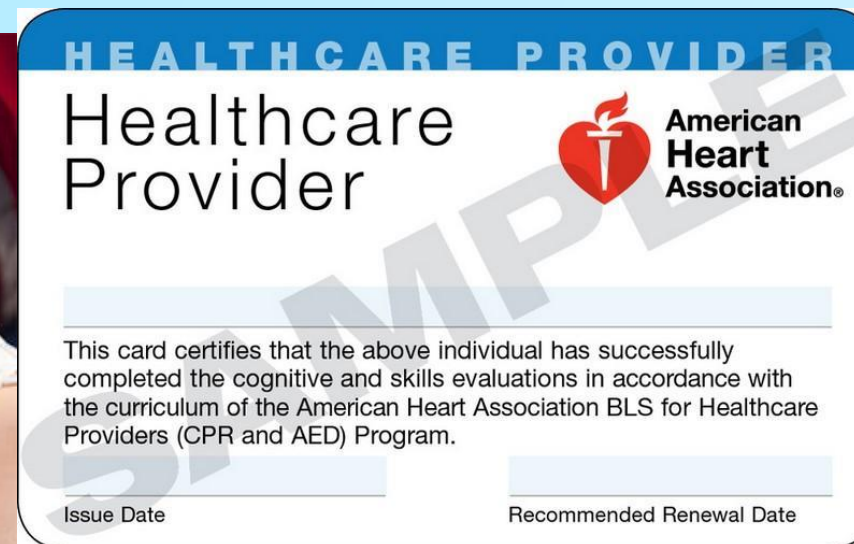 HEALTHCARE PROVIDER
Healthcare
Provider
American
Heart
Association®
This card certifies that the above individual has successfully
completed the cognitive and skills evaluations in accordance with
the curriculum of the American Heart Association BLS for Healthcare
Providers (CPR and AED) Program.
Issue Date
Recommended Renewal Date
SAMPLE